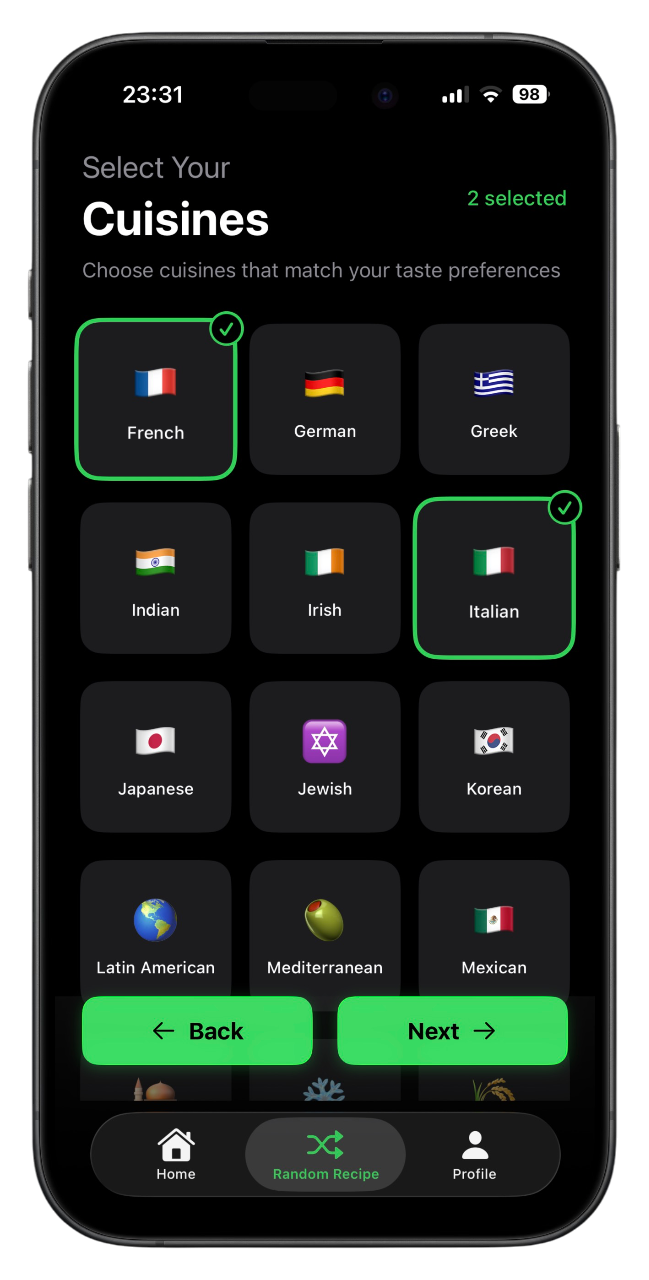 23:31
98
Select Your
Cuisines
2 selected
Choose cuisines that match your taste preferences
French
German
Greek
Indian
Irish
Italian
Japanese
Jewish
Korean
Latin American
Mediterranean
Mexican
← Back
Next →
Home
Random Recipe
Profile